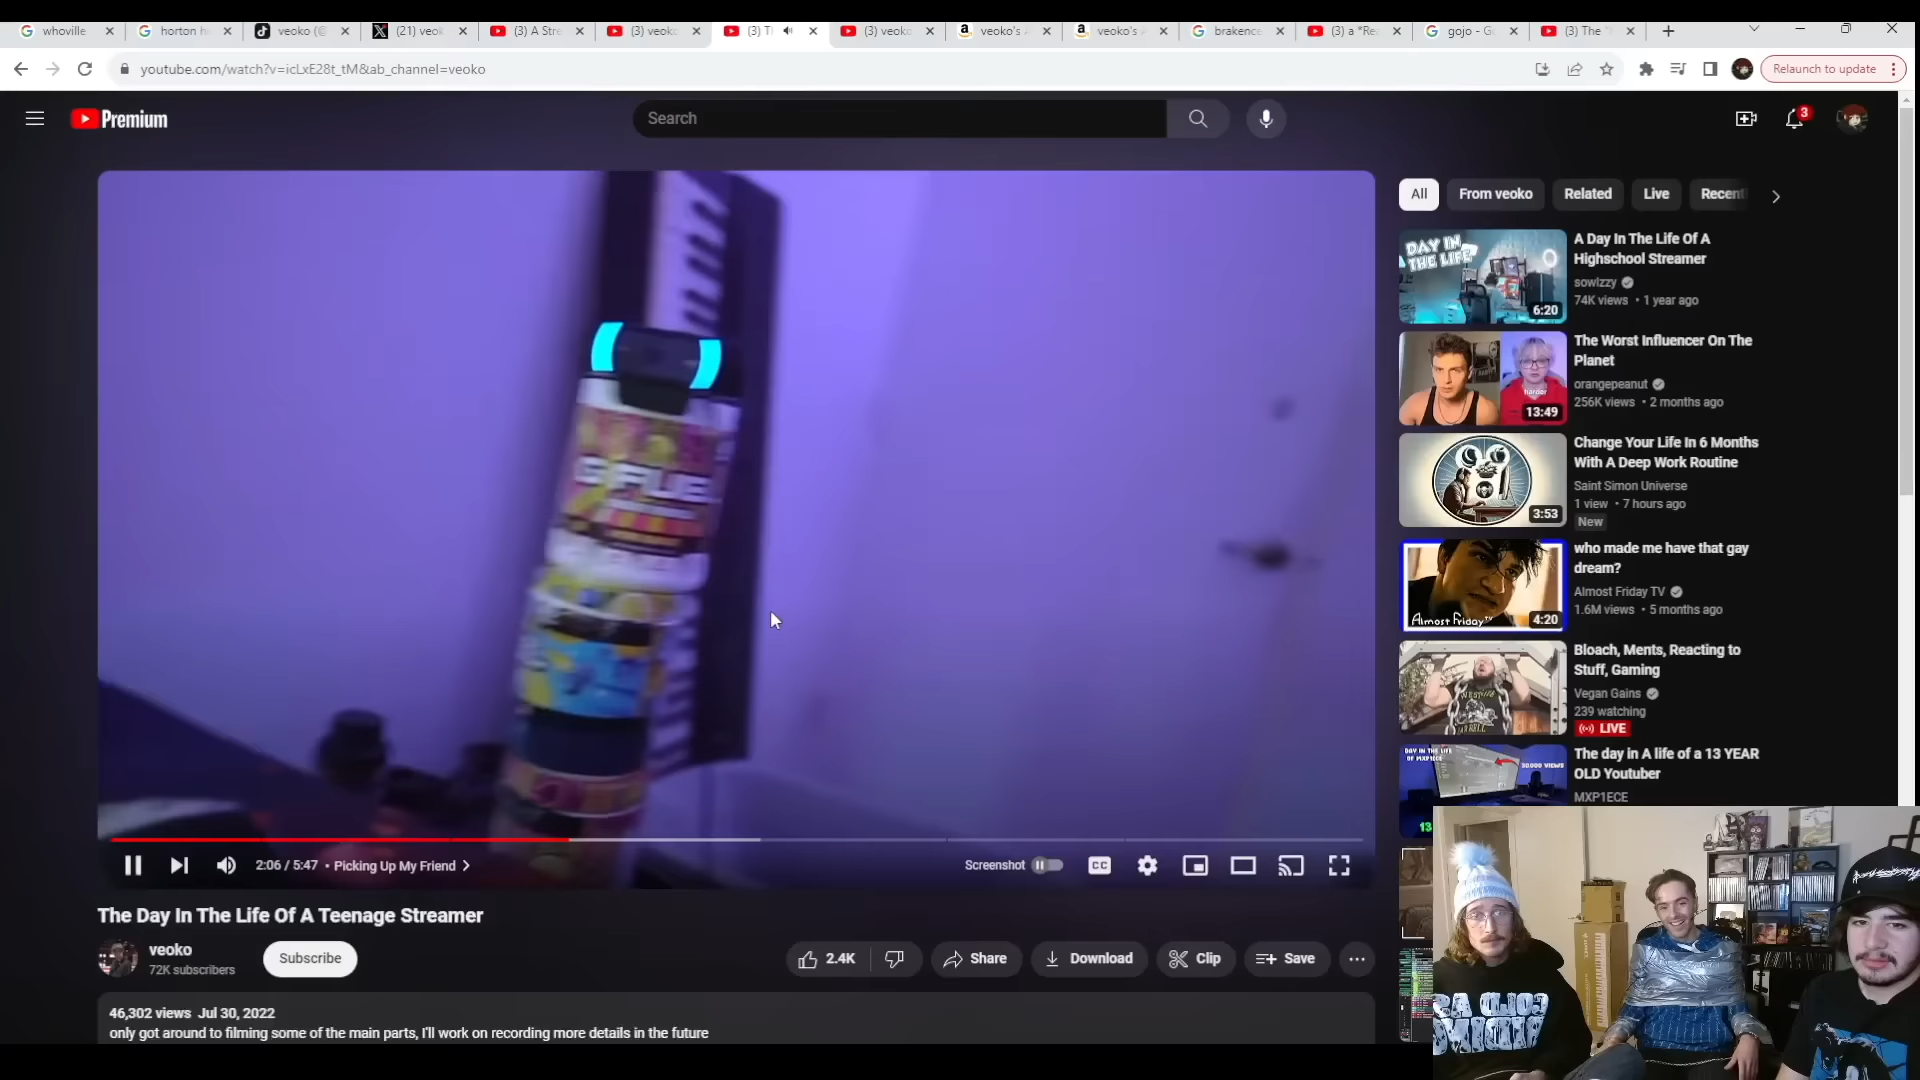 whoville
horton h
veoko (@
(21) veok
(3) A Stre
(3) veoko
(3) T
(3) veoko
veoko's
veoko's
brakence
(3) a *Re
gojo - G
(3) The "
youtube.com/watch?v=icLxE28t_tM&ab_channel=veoko
Relaunch to update
Premium
Search
3
G FUEL
2:06 / 5:47 • Picking Up My Friend
Screenshot
CC
The Day In The Life Of A Teenage Streamer
veoko
72K subscribers
Subscribe
2.4K
Share
Download
Clip
Save
46,302 views Jul 30, 2022
only got around to filming some of the main parts, I'll work on recording more details in the future
All
From veoko
Related
Live
Recent
DAY IN
THE LIFE
6:20
A Day In The Life Of A
Highschool Streamer
sowizzy
74K views • 1 year ago
harder
13:49
The Worst Influencer On The
Planet
orangepeanut
256K views • 2 months ago
3:53
Change Your Life In 6 Months
With A Deep Work Routine
Saint Simon Universe
1 view • 7 hours ago
New
Almost Friday TV
4:20
who made me have that gay
dream?
Almost Friday TV
1.6M views • 5 months ago
Bloach, Ments, Reacting to
Stuff, Gaming
Vegan Gains
239 watching
LIVE
DAY IN THE LIFE
OF MXP1ECE
The day in A life of a 13 YEAR
OLD Youtuber
MXP1ECE
13